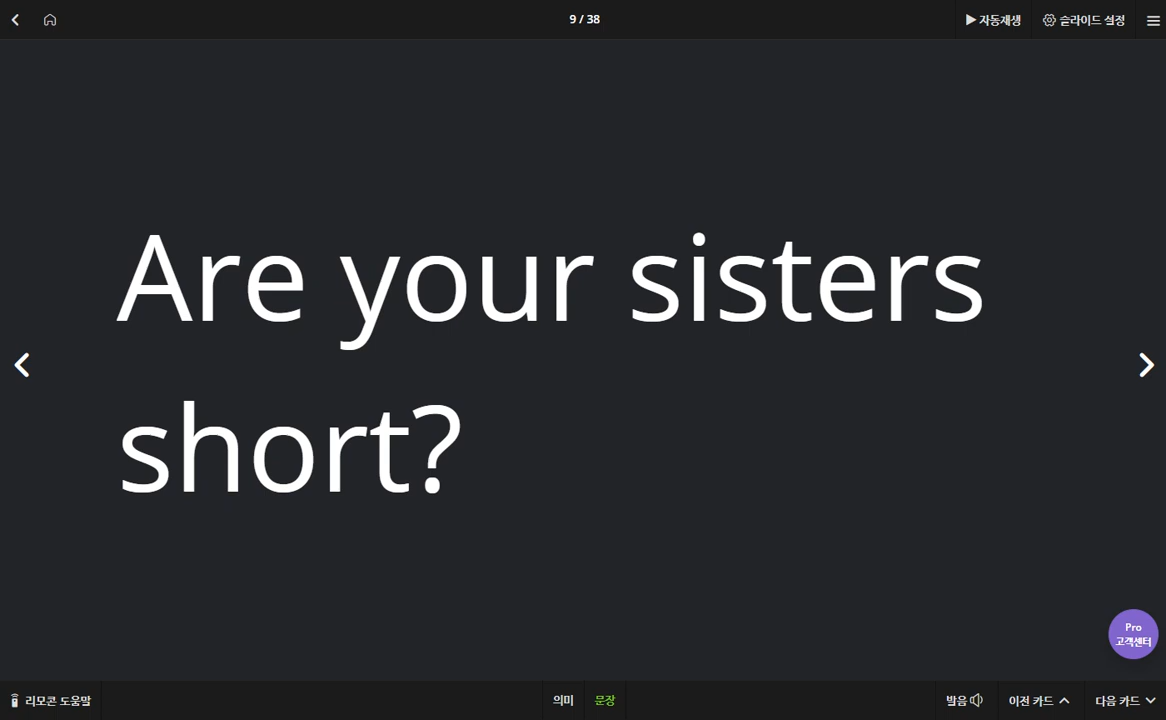 9 / 38
자동재생
슬라이드 설정
Are your sisters
short?
Pro
고객센터
리모콘 도움말
의미
문장
발음
이전 카드
다음 카드